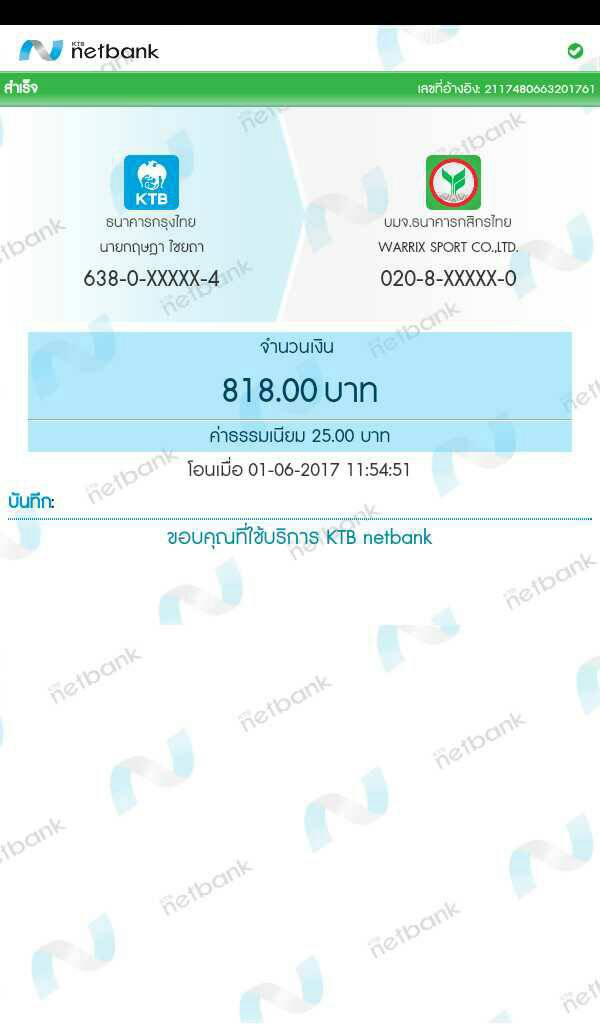 KTB netbank
สำเร็จ
เลขที่อ้างอิง: 2117480663201761
KTB
ธนาคารกรุงไทย
นายกฤษฎา ไชยถา
638-0-XXXXX-4
บมจ.ธนาคารกสิกรไทย
WARRIX SPORT CO.,LTD.
020-8-XXXXX-0
จำนวนเงิน
818.00 บาท
ค่าธรรมเนียม 25.00 บาท
โอนเมื่อ 01-06-2017 11:54:51
บันทึก:
ขอบคุณที่ใช้บริการ KTB netbank